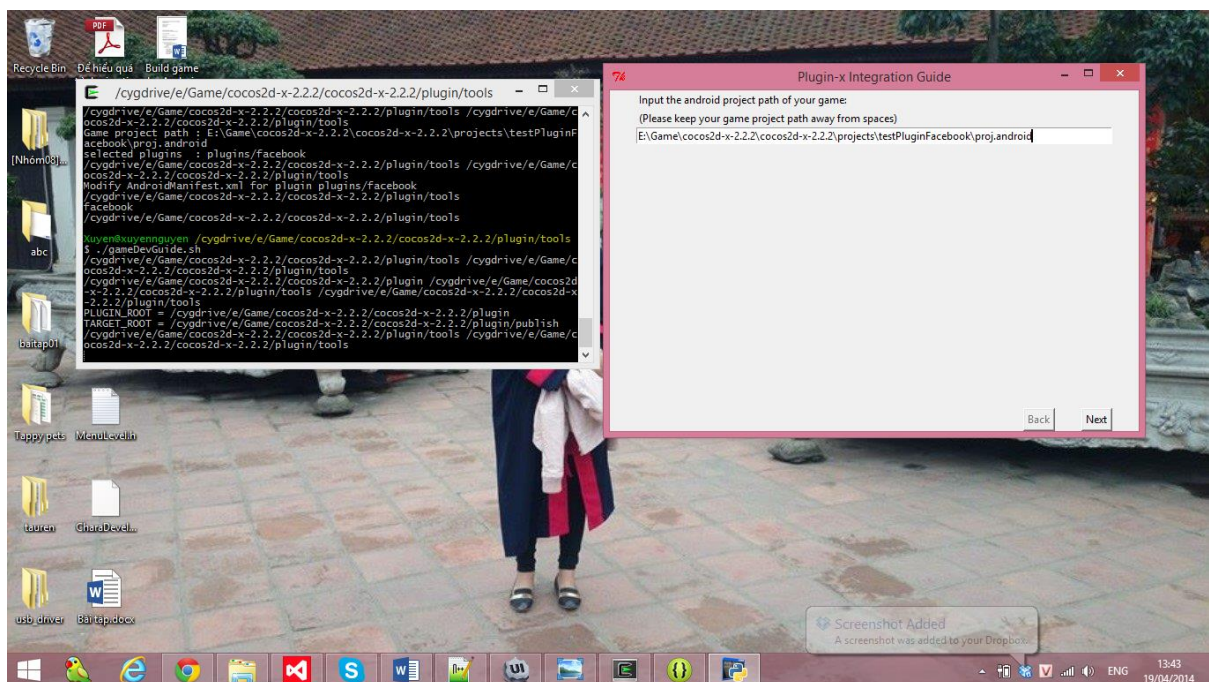 Recycle Bin
Để hiểu quả
Build game
[Nhóm08]...
abc
baitap01
Tappy pets
MenuLevel.h
tauren
CharaDevel...
usb_driver
Bài tập.docx
/cygdrive/e/Game/cocos2d-x-2.2.2/cocos2d-x-2.2.2/plugin/tools
/cygdrive/e/Game/cocos2d-x-2.2.2/cocos2d-x-2.2.2/plugin/tools /cygdrive/e/Game/c
ocos2d-x-2.2.2/cocos2d-x-2.2.2/plugin/tools
Game project path : E:\Game\cocos2d-x-2.2.2\cocos2d-x-2.2.2\projects\testPluginF
acebook\proj.android
selected plugins : plugins/facebook
/cygdrive/e/Game/cocos2d-x-2.2.2/cocos2d-x-2.2.2/plugin/tools /cygdrive/e/Game/c
ocos2d-x-2.2.2/cocos2d-x-2.2.2/plugin/tools
Modify AndroidManifest.xml for plugin plugins/facebook
/cygdrive/e/Game/cocos2d-x-2.2.2/cocos2d-x-2.2.2/plugin/tools
facebook
/cygdrive/e/Game/cocos2d-x-2.2.2/cocos2d-x-2.2.2/plugin/tools
Xuyen@xuyennguyen /cygdrive/e/Game/cocos2d-x-2.2.2/cocos2d-x-2.2.2/plugin/tools
$ ./gameDevGuide.sh
/cygdrive/e/Game/cocos2d-x-2.2.2/cocos2d-x-2.2.2/plugin/tools /cygdrive/e/Game/c
ocos2d-x-2.2.2/cocos2d-x-2.2.2/plugin/tools
/cygdrive/e/Game/cocos2d-x-2.2.2/cocos2d-x-2.2.2/plugin /cygdrive/e/Game/cocos2d
-x-2.2.2/cocos2d-x-2.2.2/plugin/tools /cygdrive/e/Game/cocos2d-x-2.2.2/cocos2d-x
-2.2.2/plugin/tools
PLUGIN_ROOT = /cygdrive/e/Game/cocos2d-x-2.2.2/cocos2d-x-2.2.2/plugin
TARGET_ROOT = /cygdrive/e/Game/cocos2d-x-2.2.2/cocos2d-x-2.2.2/plugin/publish
/cygdrive/e/Game/cocos2d-x-2.2.2/cocos2d-x-2.2.2/plugin/tools /cygdrive/e/Game/c
ocos2d-x-2.2.2/cocos2d-x-2.2.2/plugin/tools
Plugin-x Integration Guide
Input the android project path of your game:
(Please keep your game project path away from spaces)
E:\Game\cocos2d-x-2.2.2\cocos2d-x-2.2.2\projects\testPluginFacebook\proj.android
Back Next
Screenshot Added
A screenshot was added to your Dropbox.
ENG
13:43
19/04/2014